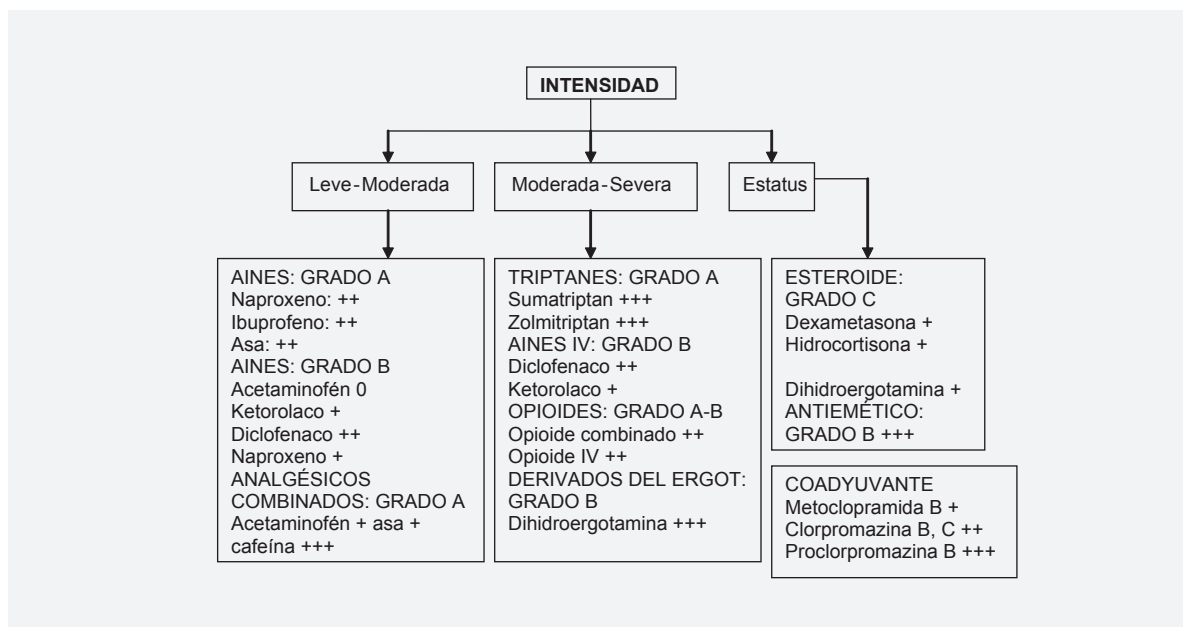 INTENSIDAD
Leve-Moderada
Moderada-Severa
Estatus
AINES: GRADO A
Naproxeno: ++
Ibuprofeno: ++
Asa: ++
AINES: GRADO B
Acetaminofén 0
Ketorolaco +
Diclofenaco ++
Naproxeno +
ANALGÉSICOS
COMBINADOS: GRADO A
Acetaminofén + asa +
cafeína +++
TRIPTANES: GRADO A
Sumatriptan +++
Zolmitriptan +++
AINES IV: GRADO B
Diclofenaco ++
Ketorolaco +
OPIOIDES: GRADO A-B
Opioide combinado ++
Opioide IV ++
DERIVADOS DEL ERGOT:
GRADO B
Dihidroergotamina +++
ESTEROIDE:
GRADO C
Dexametasona +
Hidrocortisona +
Dihidroergotamina +
ANTIEMÉTICO:
GRADO B +++
COADYUVANTE
Metoclopramida B +
Clorpromazina B, C ++
Proclorpromazina B +++